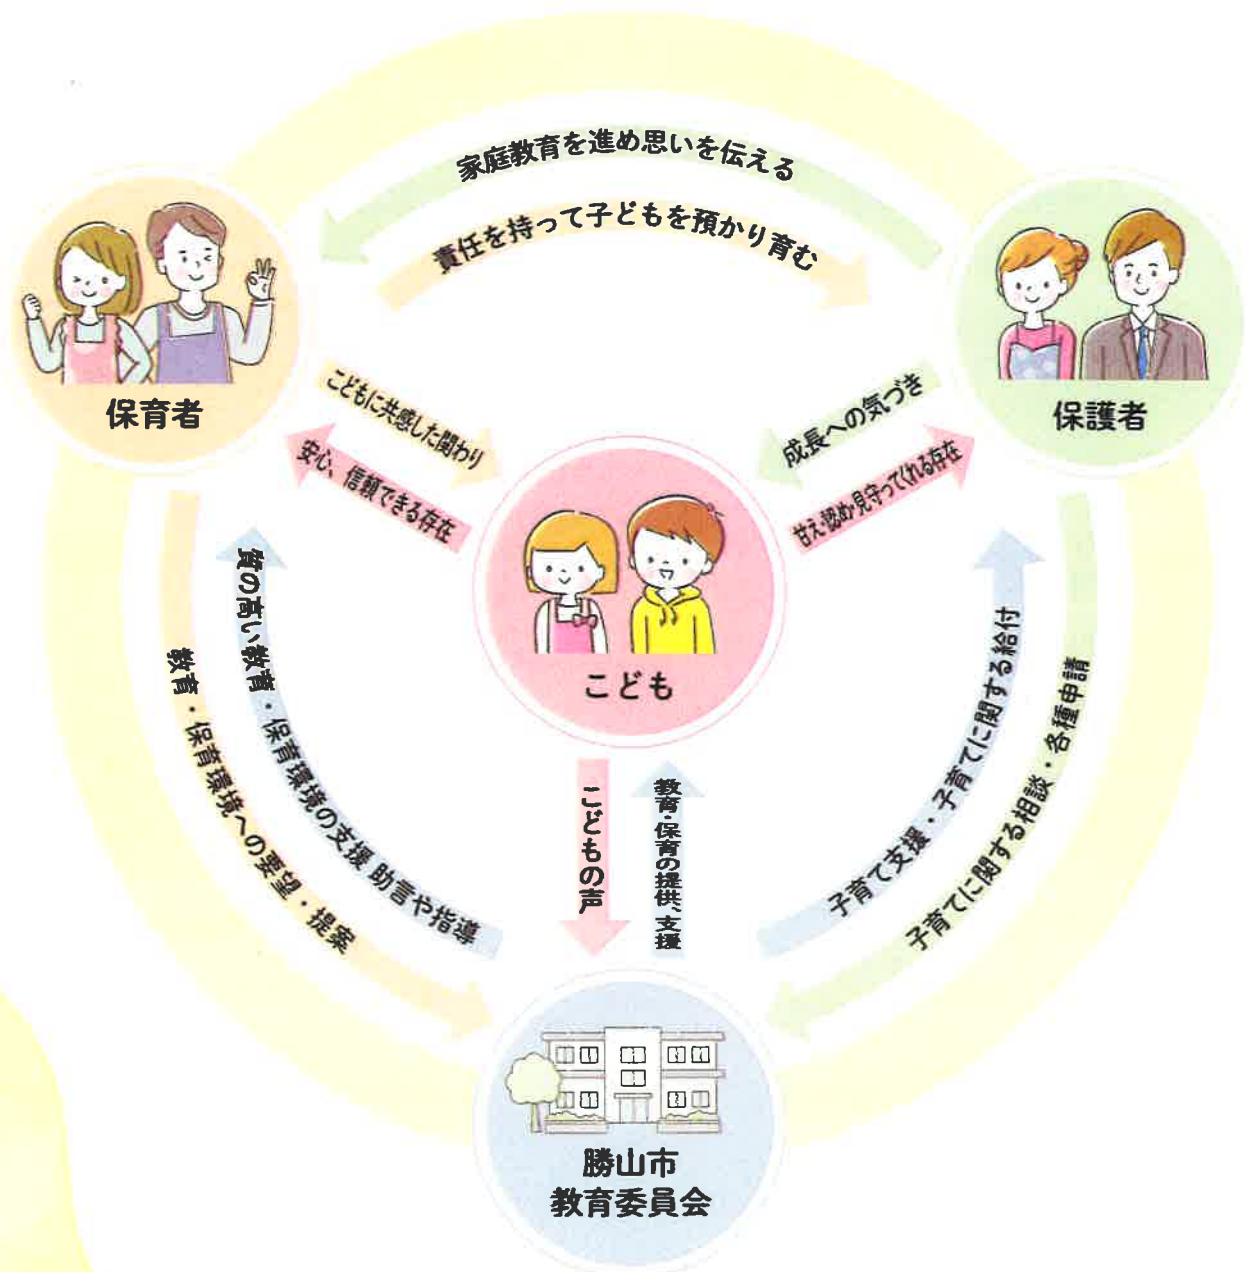 家庭教育を進め思いを伝える
責任を持って子どもを預かり育む
保育者
保護者
こどもに共感した関わり
安心、信頼できる存在
成長への気づき
甘え・認め・見守ってくれる存在
こども
質の高い教育・保育環境の支援 助言や指導
教育・保育環境への要望・提案
こどもの声
教育・保育の提供、支援
子育て支援・子育てに関する給付
子育てに関する相談・各種申請
勝山市
教育委員会